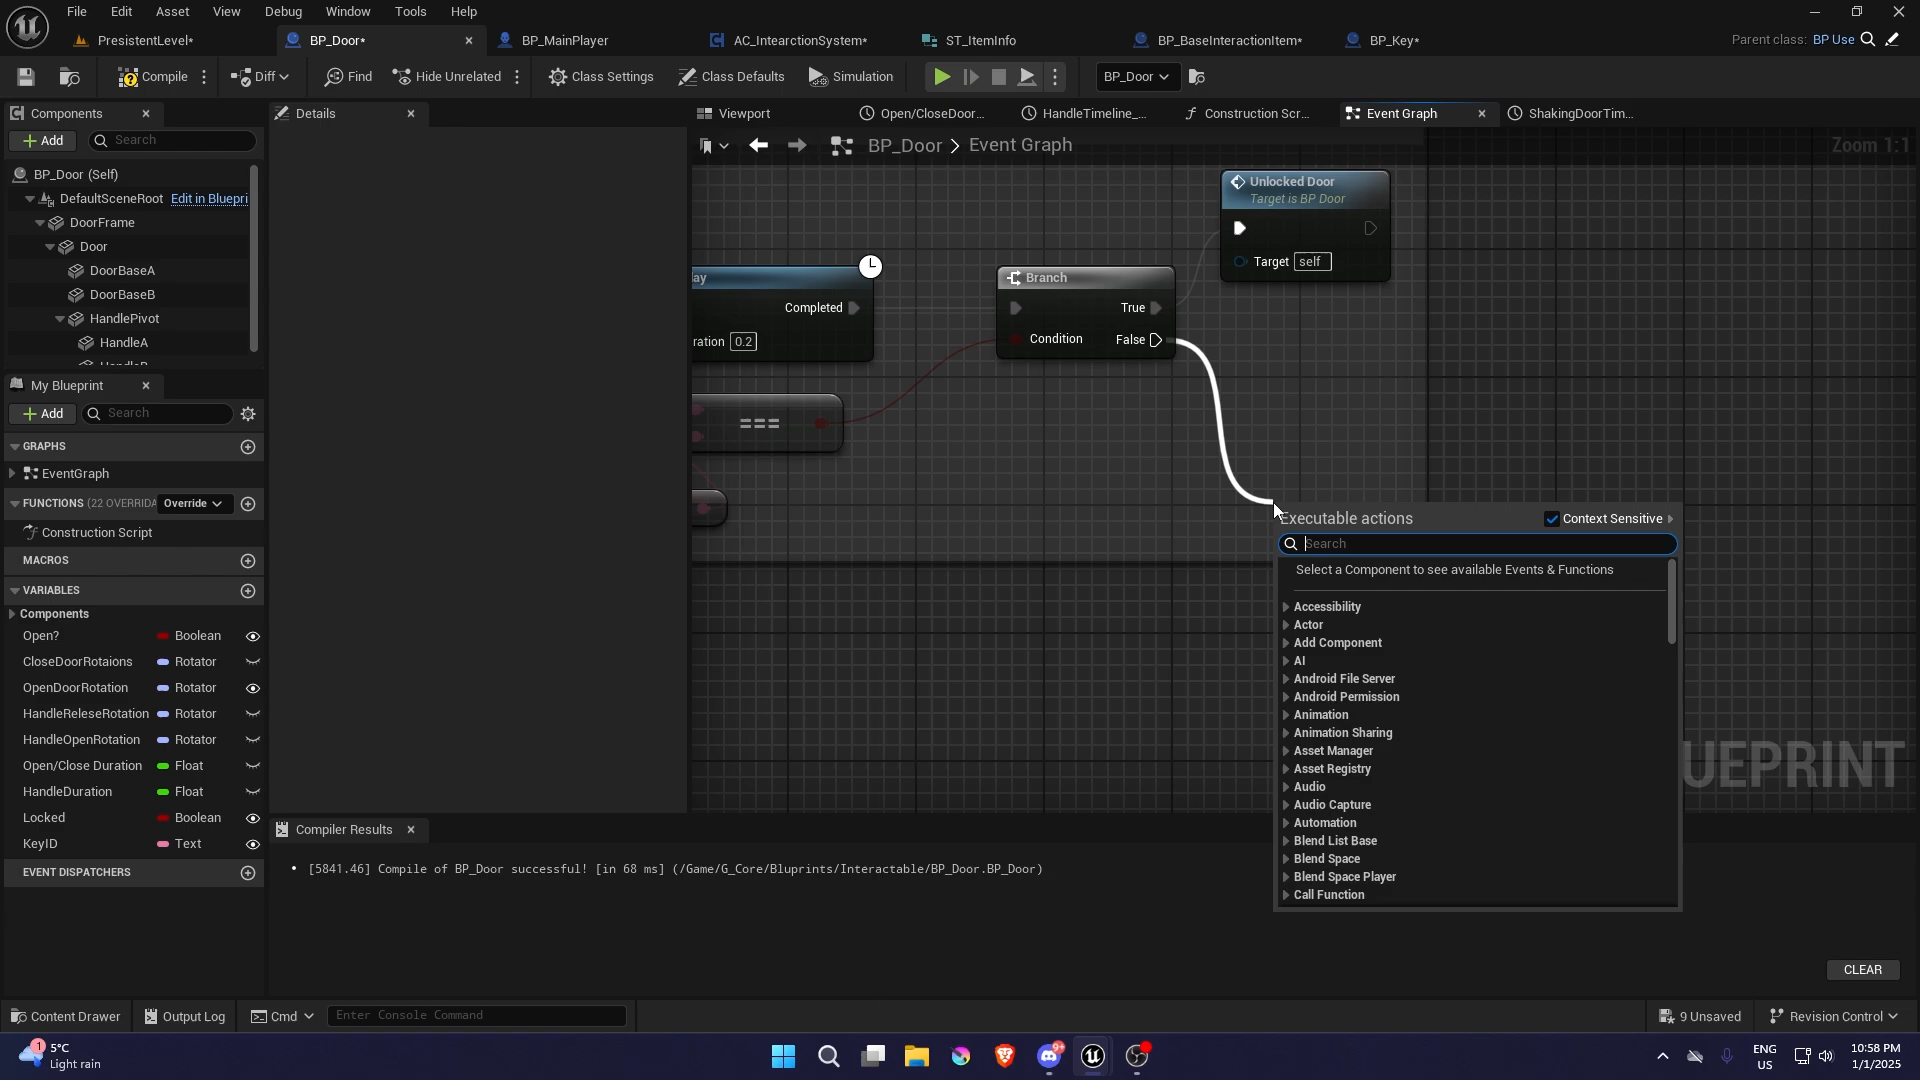 File Edit Asset View Debug Window Tools Help
PresistentLevel* BP_Door* BP_MainPlayer AC_IntearctionSystem* ST_ItemInfo BP_BaseInteractionItem* BP_Key* Parent class: BP Use
Compile Diff Find Hide Unrelated Class Settings Class Defaults Simulation BP_Door
Components Details Viewport Open/CloseDoor... HandleTimeline_... Construction Scr... Event Graph ShakingDoorTim...
Add Search BP_Door > Event Graph Zoom 1:1
BP_Door (Self)
DefaultSceneRoot Edit in Bluepri
DoorFrame
Door
DoorBaseA
DoorBaseB
HandlePivot
HandleA
Unlocked Door
Target is BP Door
Target self
ay
Completed
ration 0.2
Branch
True
Condition False
===
My Blueprint
Add Search
GRAPHS
EventGraph
FUNCTIONS (22 OVERRIDA Override
Construction Script
MACROS
VARIABLES
Components
Open? Boolean
CloseDoorRotaions Rotator
OpenDoorRotation Rotator
HandleReleseRotation Rotator
HandleOpenRotation Rotator
Open/Close Duration Float
HandleDuration Float
Locked Boolean
KeyID Text
EVENT DISPATCHERS
Executable actions Context Sensitive
Search
Select a Component to see available Events & Functions
Accessibility
Actor
Add Component
AI
Android File Server
Android Permission
Animation
Animation Sharing
Asset Manager
Asset Registry
Audio
Audio Capture
Automation
Blend List Base
Blend Space
Blend Space Player
Call Function
UEPRINT
Compiler Results
[5841.46] Compile of BP_Door successful! [in 68 ms] (/Game/G_Core/Bluprints/Interactable/BP_Door.BP_Door)
CLEAR
Content Drawer Output Log Cmd Enter Console Command 9 Unsaved Revision Control
1 5°C
Light rain
9+
ENG
US
10:58 PM
1/1/2025